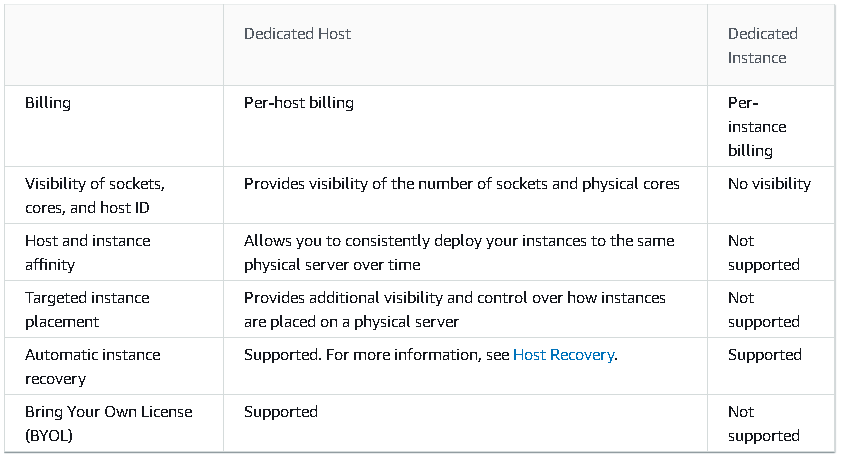 Dedicated Host
Dedicated
Instance
Billing
Per-host billing
Per-
instance
billing
Visibility of sockets,
cores, and host ID
Provides visibility of the number of sockets and physical cores
No visibility
Host and instance
affinity
Allows you to consistently deploy your instances to the same
physical server over time
Not
supported
Targeted instance
placement
Provides additional visibility and control over how instances
are placed on a physical server
Not
supported
Automatic instance
recovery
Supported. For more information, see Host Recovery.
Supported
Bring Your Own License
(BYOL)
Supported
Not
supported